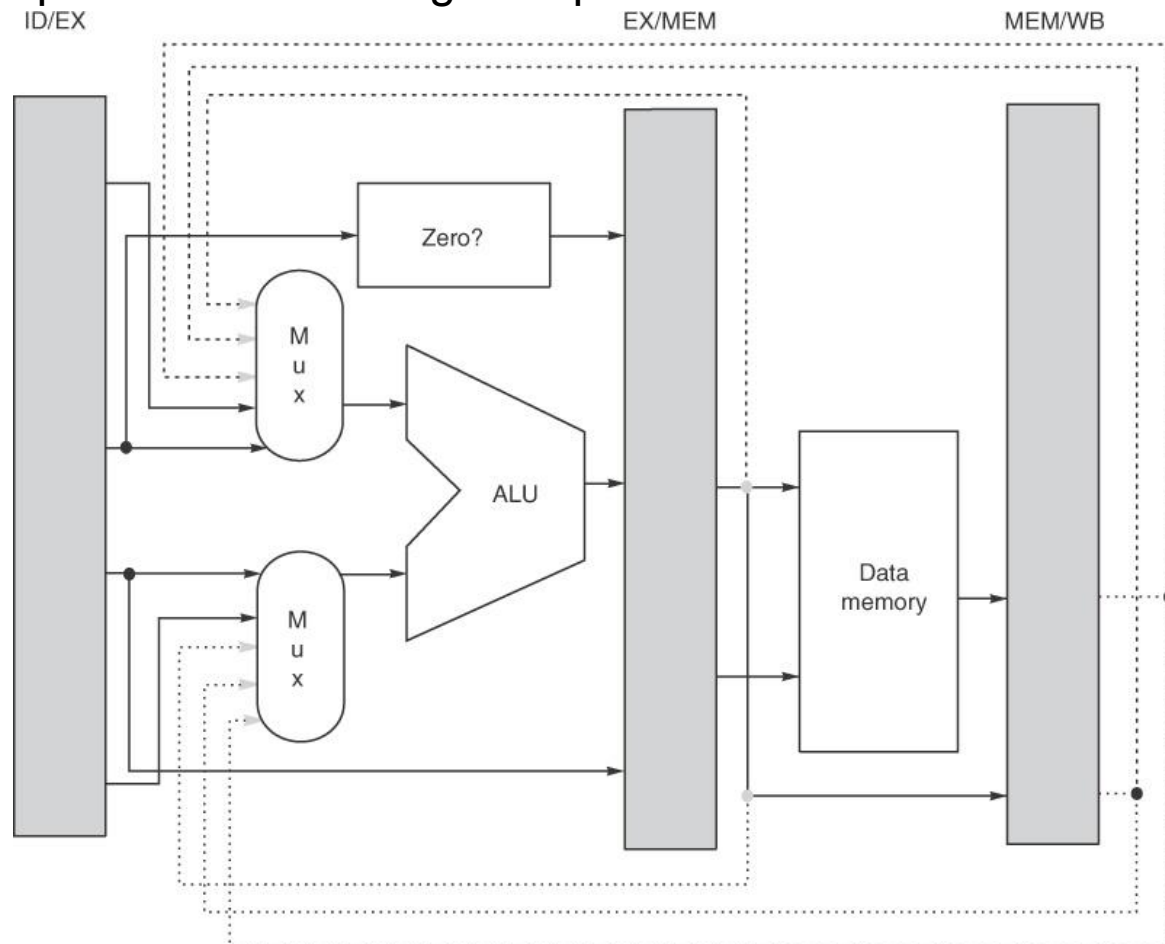 ID/EX
EX/MEM
MEM/WB
Zero?
M
u
x
ALU
M
u
x
Data
memory